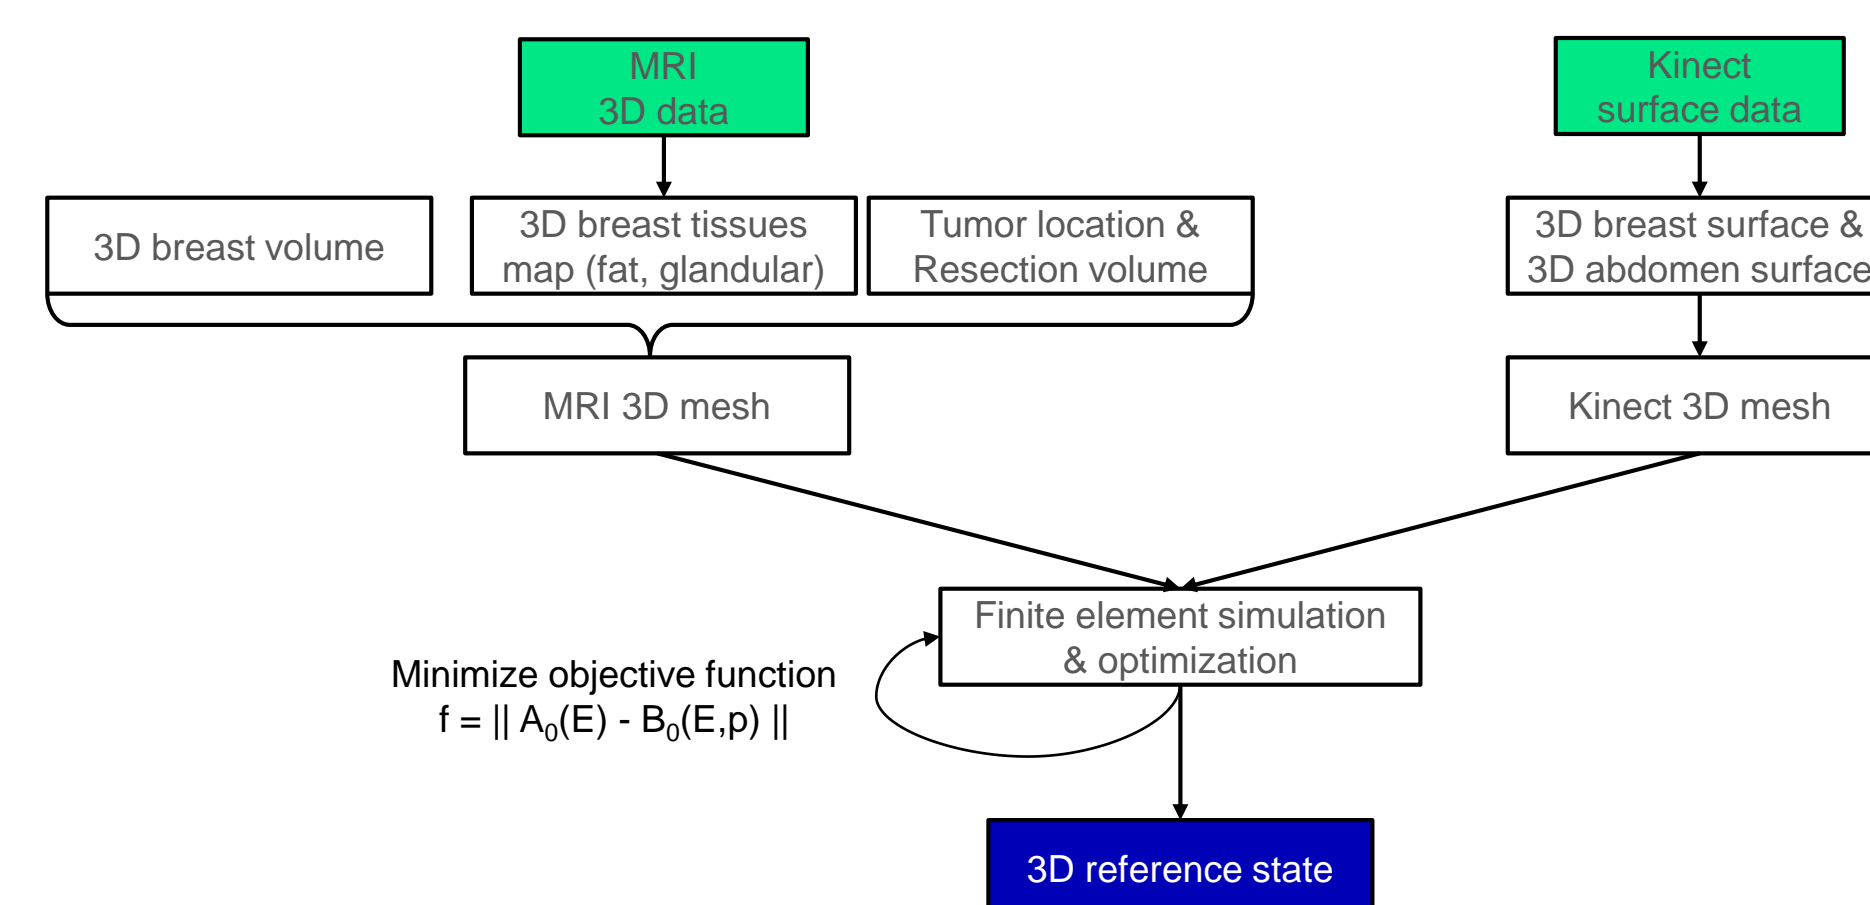 MRI
3D data
Kinect
surface data
3D breast volume
3D breast tissues
map (fat, glandular)
Tumor location &
Resection volume
3D breast surface &
3D abdomen surface
MRI 3D mesh
Kinect 3D mesh
Finite element simulation
& optimization
Minimize objective function
f = || A₀(E) - B₀(E,p) ||
3D reference state